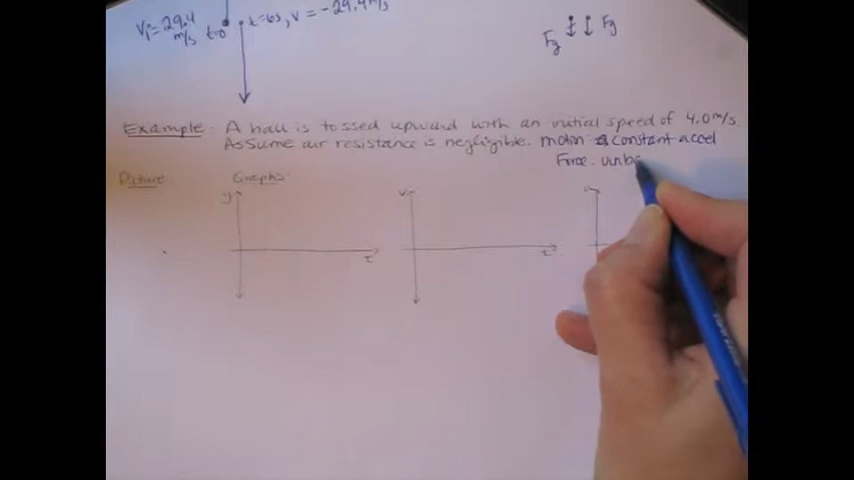 Vi = 29.4 m/s t=0 t=6s, v = -29.4 m/s
Fg Fg
Example: A ball is tossed upward with an initial speed of 4.0 m/s.
Assume air resistance is negligible. Motion constant accel
Force: unb
Picture Graphs:
y t v t a